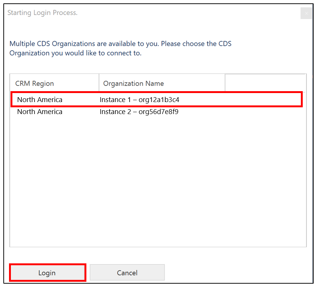 Starting Login Process.
Multiple CDS Organizations are available to you. Please choose the CDS
Organization you would like to connect to.
CRM Region Organization Name
North America Instance 1 – org12a1b3c4
North America Instance 2 – org56d7e8f9
Login Cancel